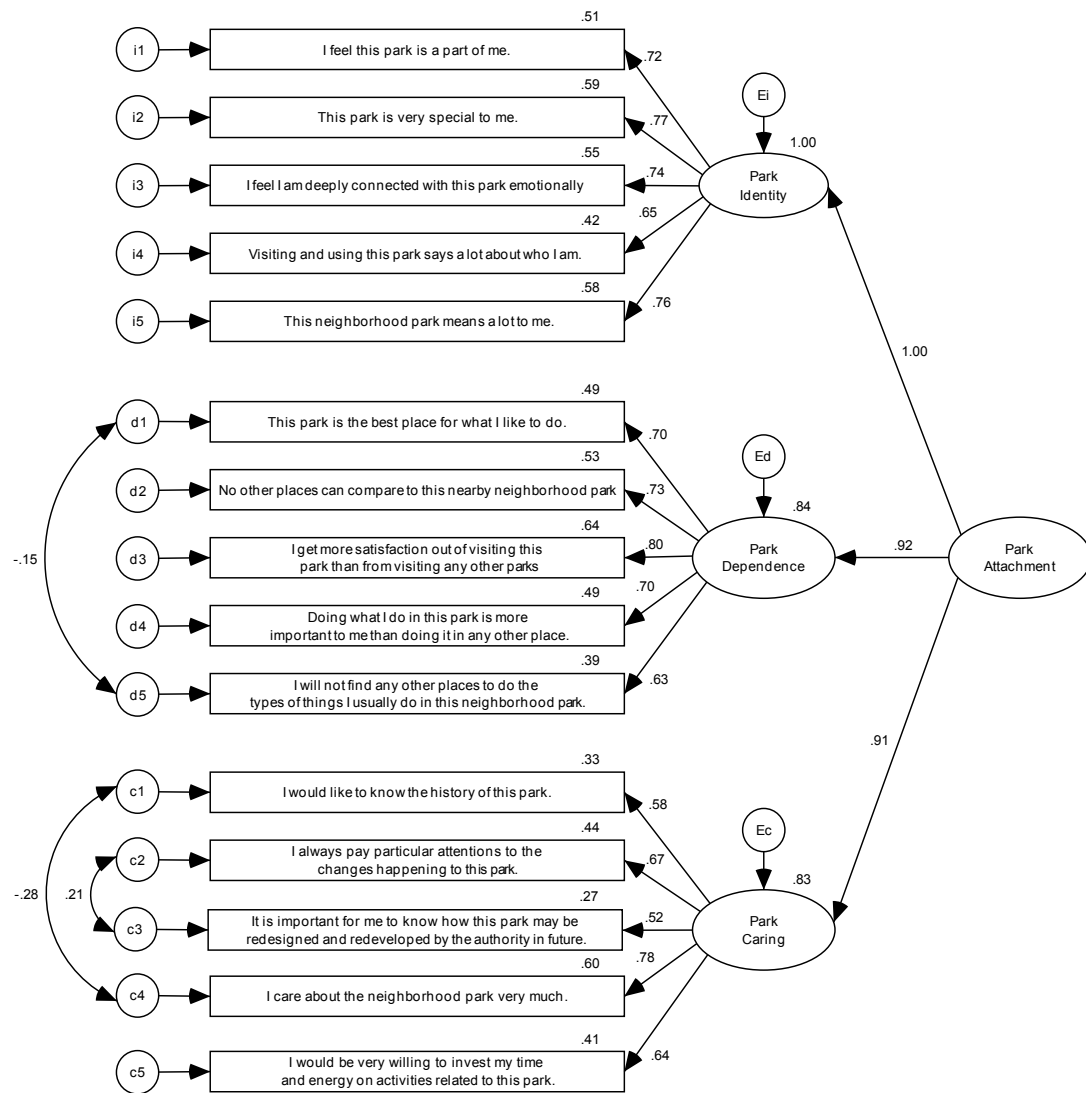 .51
i1
I feel this park is a part of me.
.72
.59
Ei
i2
This park is very special to me.
.77
1.00
.55
i3
I feel I am deeply connected with this park emotionally
.74
Park
Identity
.42
.65
i4
Visiting and using this park says a lot about who I am.
.58
.76
i5
This neighborhood park means a lot to me.
1.00
.49
d1
This park is the best place for what I like to do.
.70
.53
Ed
d2
No other places can compare to this nearby neighborhood park
.73
.84
.64
-.15
d3
I get more satisfaction out of visiting this
park than from visiting any other parks
.80
Park
Dependence
.92
Park
Attachment
.49
.70
d4
Doing what I do in this park is more
important to me than doing it in any other place.
.39
.63
d5
I will not find any other places to do the
types of things I usually do in this neighborhood park.
.91
.33
c1
I would like to know the history of this park.
.58
.44
Ec
c2
I always pay particular attentions to the
changes happening to this park.
.67
.83
-.28
.21
.27
c3
It is important for me to know how this park may be
redesigned and redeveloped by the authority in future.
.52
Park
Caring
.60
.78
c4
I care about the neighborhood park very much.
.41
.64
c5
I would be very willing to invest my time
and energy on activities related to this park.